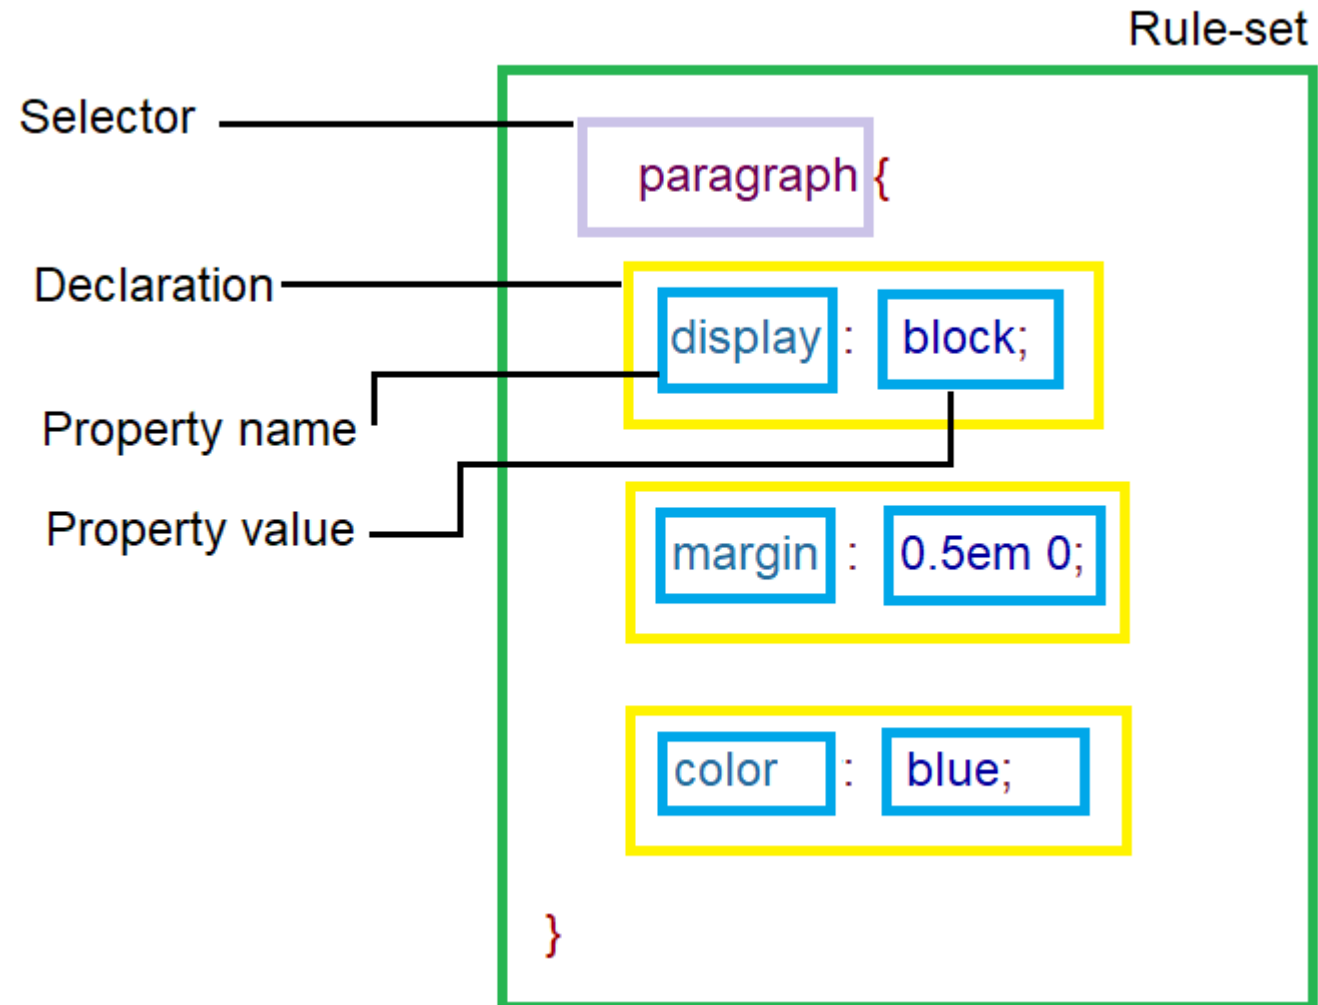 Rule-set
Selector
paragraph {
Declaration
display : block;
Property name
Property value
margin : 0.5em 0;
color : blue;
}